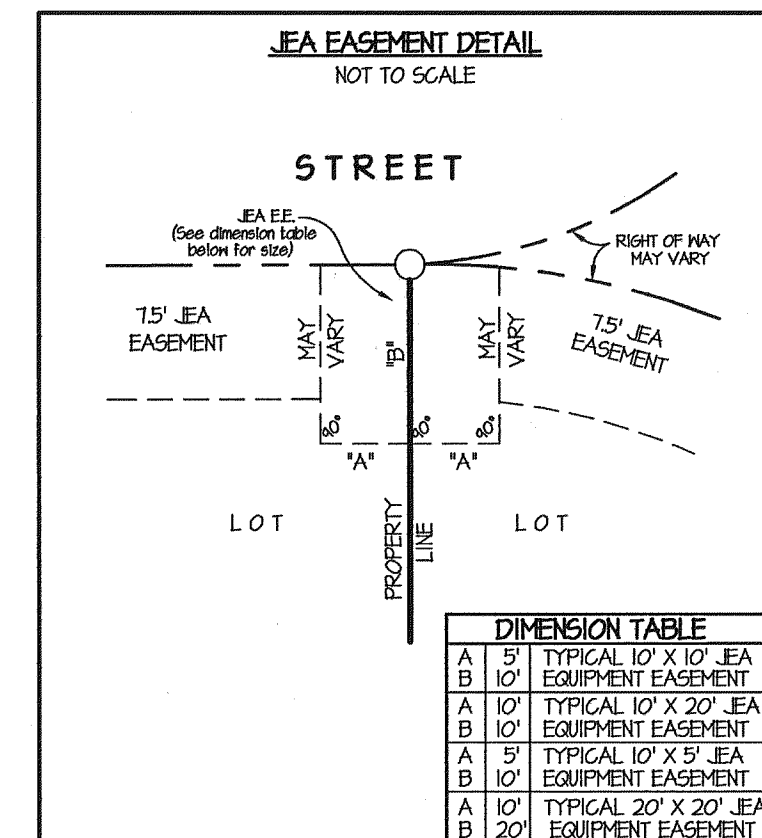 JEA EASEMENT DETAIL
NOT TO SCALE
STREET
JEA E.E.
(See dimension table
below for size)
RIGHT OF WAY
MAY VARY
7.5' JEA
EASEMENT
MAY
VARY
"B"
MAY
VARY
7.5' JEA
EASEMENT
90°
90°
90°
"A"
"A"
LOT
PROPERTY
LINE
LOT
DIMENSION TABLE
A 5' TYPICAL 10' X 10' JEA
B 10' EQUIPMENT EASEMENT
A 10' TYPICAL 10' X 20' JEA
B 10' EQUIPMENT EASEMENT
A 5' TYPICAL 10' X 5' JEA
B 10' EQUIPMENT EASEMENT
A 10' TYPICAL 20' X 20' JEA
B 20' EQUIPMENT EASEMENT